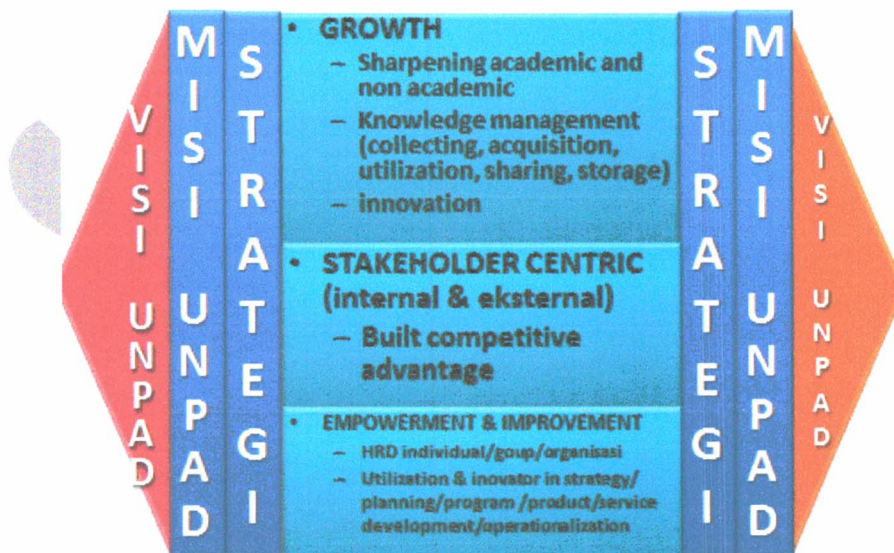 VISI UNPAD
MISI UNPAD
STRATEGI
• GROWTH
– Sharpening academic and
non academic
– Knowledge management
(collecting, acquisition,
utilization, sharing, storage)
– innovation
• STAKEHOLDER CENTRIC
(internal & eksternal)
– Built competitive
advantage
• EMPOWERMENT & IMPROVEMENT
– HRD individual/goup/organisasi
– Utilization & inovator in strategy/
planning/program /product/service
development/operationalization
STRATEGI
MISI UNPAD
VISI UNPAD